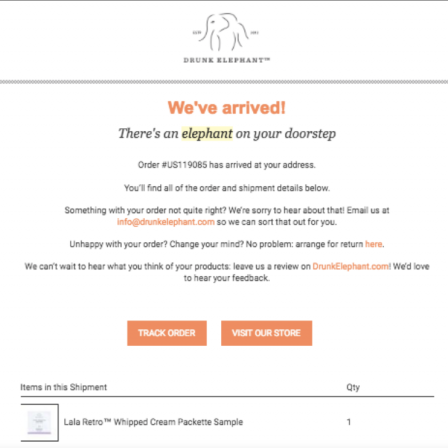 DRUNK ELEPHANT™
We've arrived!
There's an elephant on your doorstep
Order #US119085 has arrived at your address.
You'll find all of the order and shipment details below.
Something with your order not quite right? We're sorry to hear about that! Email us at
info@drunkelephant.com so we can sort that out for you.
Unhappy with your order? Change your mind? No problem: arrange for return here.
We can't wait to hear what you think of your products: leave us a review on DrunkElephant.com! We'd love
to hear your feedback.
TRACK ORDER VISIT OUR STORE
Items in this Shipment Qty
Lala Retro™ Whipped Cream Packette Sample 1